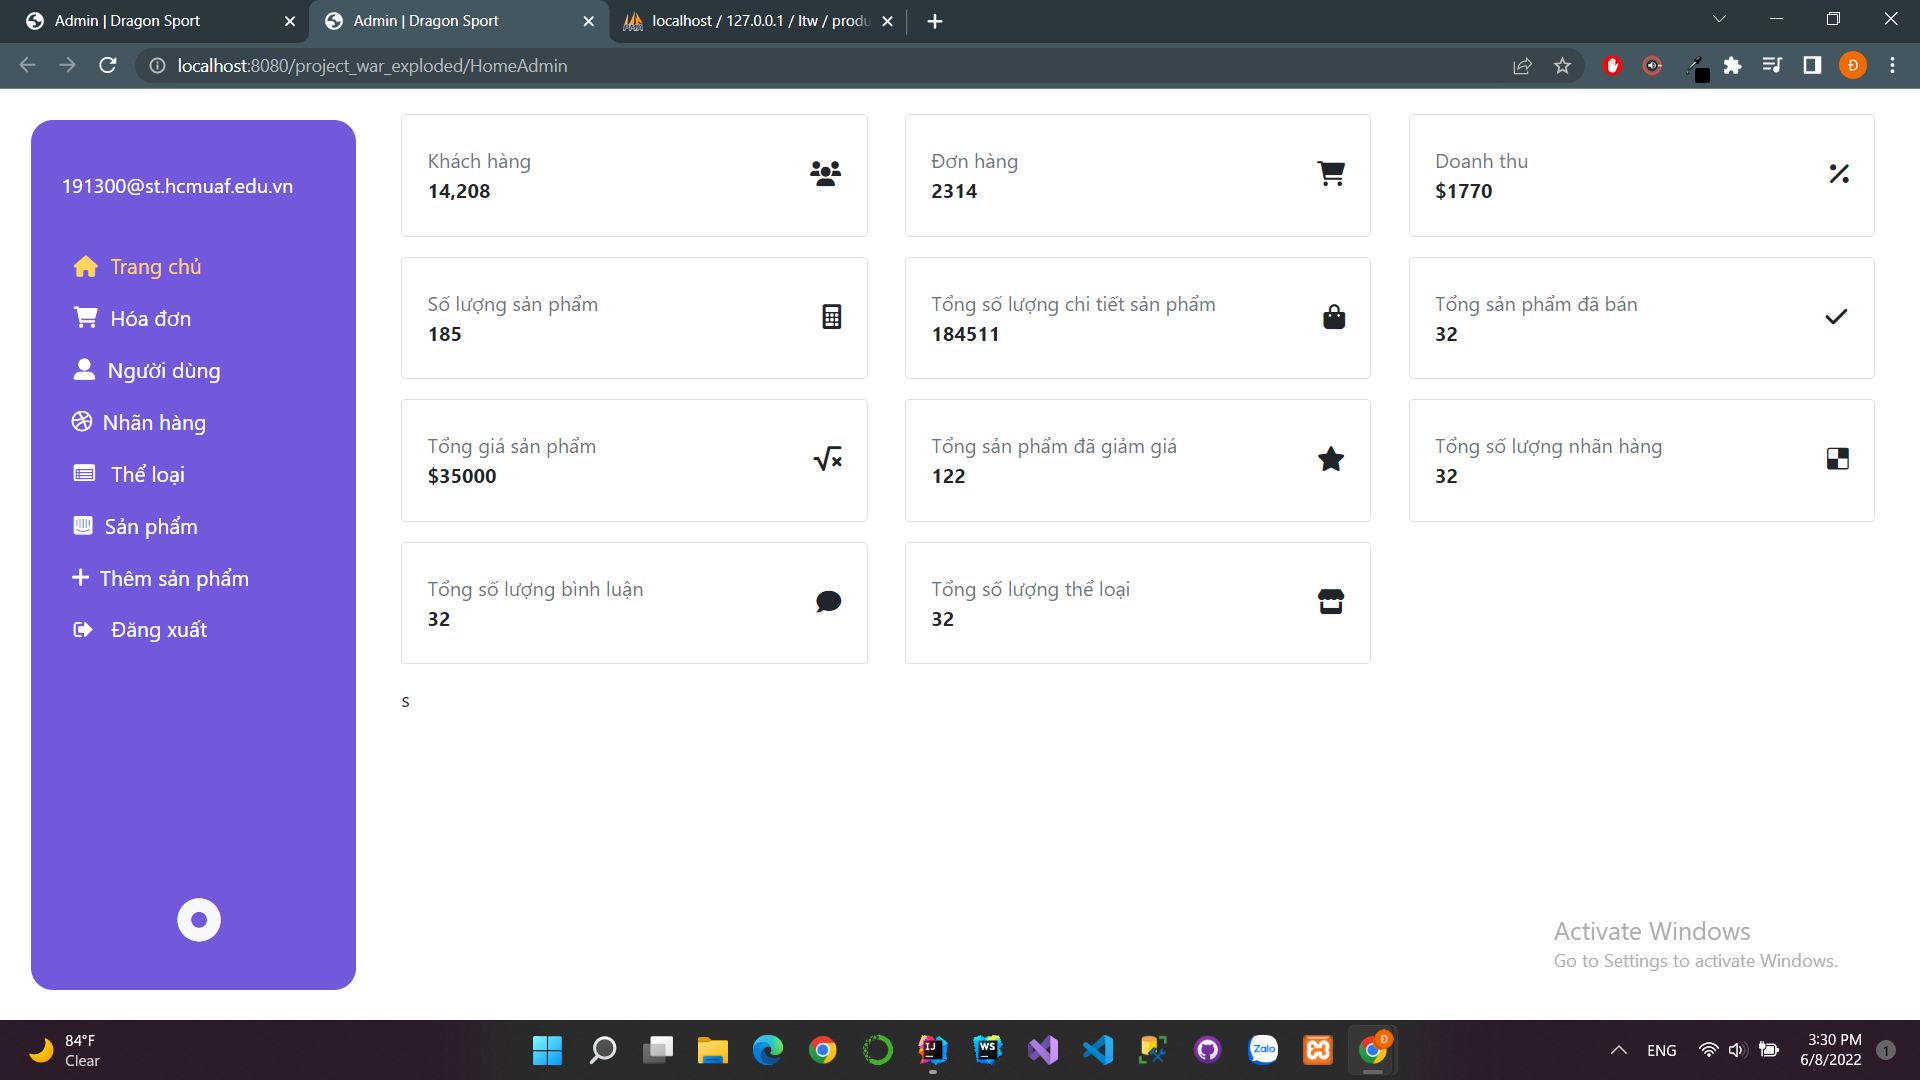 Admin | Dragon Sport
Admin | Dragon Sport
localhost / 127.0.0.1 / ltw / produ
localhost:8080/project_war_exploded/HomeAdmin
Đ
191300@st.hcmuaf.edu.vn
Trang chủ
Hóa đơn
Người dùng
Nhãn hàng
Thể loại
Sản phẩm
Thêm sản phẩm
Đăng xuất
Khách hàng
14,208
Đơn hàng
2314
Doanh thu
$1770
Số lượng sản phẩm
185
Tổng số lượng chi tiết sản phẩm
184511
Tổng sản phẩm đã bán
32
Tổng giá sản phẩm
$35000
Tổng sản phẩm đã giảm giá
122
Tổng số lượng nhãn hàng
32
Tổng số lượng bình luận
32
Tổng số lượng thể loại
32
s
Activate Windows
Go to Settings to activate Windows.
84°F
Clear
IJ
WS
Zalo
Đ
ENG
3:30 PM
6/8/2022
1